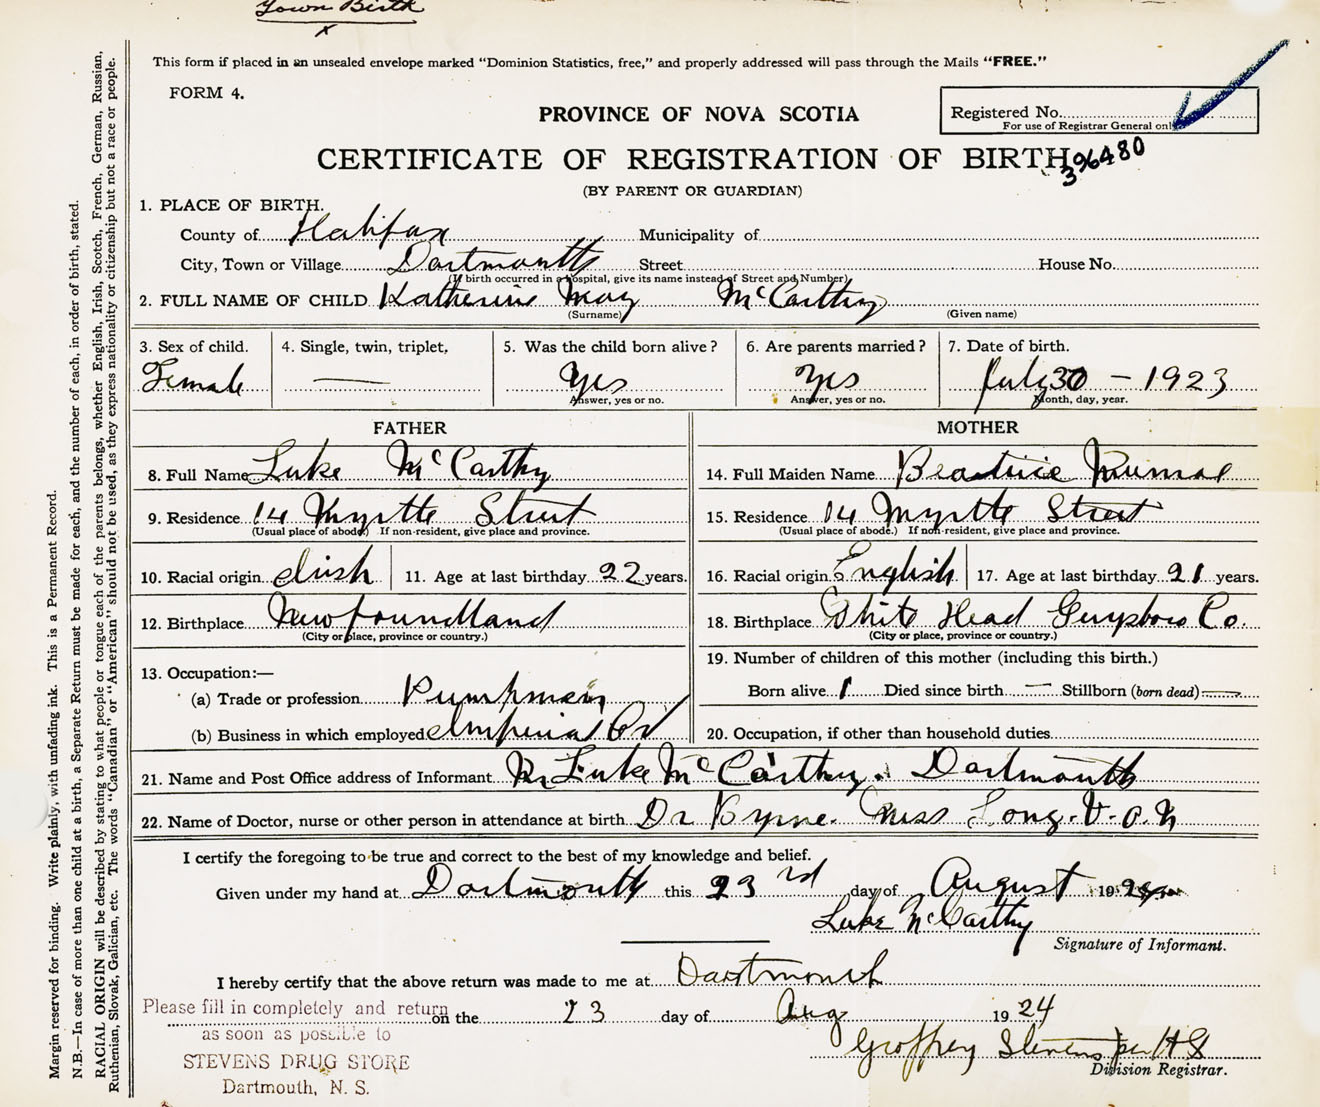 Town Birth
x
This form if placed in an unsealed envelope marked "Dominion Statistics, free," and properly addressed will pass through the Mails "FREE."
FORM 4.
PROVINCE OF NOVA SCOTIA
Registered No.
For use of Registrar General only
CERTIFICATE OF REGISTRATION OF BIRTH
396480
(BY PARENT OR GUARDIAN)
1. PLACE OF BIRTH.
County of Halifax Municipality of
City, Town or Village Dartmouth Street House No.
(If birth occurred in a hospital, give its name instead of Street and Number)
2. FULL NAME OF CHILD Katherine May McCarthy
(Surname) (Given name)
3. Sex of child. 4. Single, twin, triplet, 5. Was the child born alive? 6. Are parents married? 7. Date of birth.
Female — Yes Yes July 30 - 1923
Answer, yes or no. Answer, yes or no. Month, day, year.
FATHER MOTHER
8. Full Name Luke McCarthy 14. Full Maiden Name Beatrice
9. Residence 14 Myrtle Street 15. Residence 14 Myrtle Street
(Usual place of abode) If non-resident, give place and province. (Usual place of abode) If non-resident, give place and province.
10. Racial origin Irish 11. Age at last birthday 22 years. 16. Racial origin English 17. Age at last birthday 21 years.
12. Birthplace Newfoundland 18. Birthplace White Head Guysboro Co.
(City or place, province or country.) (City or place, province or country.)
13. Occupation:— 19. Number of children of this mother (including this birth.)
(a) Trade or profession Pumpman Born alive 1 Died since birth — Stillborn (born dead) —
(b) Business in which employed Imperial Oil 20. Occupation, if other than household duties
21. Name and Post Office address of Informant Mr Luke McCarthy. Dartmouth
22. Name of Doctor, nurse or other person in attendance at birth Dr Byrne. Miss Long. V.O.N
I certify the foregoing to be true and correct to the best of my knowledge and belief.
Given under my hand at Dartmouth this 23rd day of August 19
Luke McCarthy
Signature of Informant.
I hereby certify that the above return was made to me at Dartmouth
on the 23 day of Aug 19 24
Geoffrey Stevens per HS
Division Registrar.
Please fill in completely and return
as soon as possible to
STEVENS DRUG STORE
Dartmouth, N. S.
Margin reserved for binding. Write plainly, with unfading ink. This is a Permanent Record.
N.B.—In case of more than one child at a birth, a Separate Return must be made for each, and the number of each, in order of birth, stated.
RACIAL ORIGIN will be described by stating to what people or tongue each of the parents belongs, whether English, Irish, Scotch, French, German, Russian,
Ruthenian, Slovak, Galician, etc. The words "Canadian" or "American" should not be used, as they express nationality or citizenship but not a race or people.